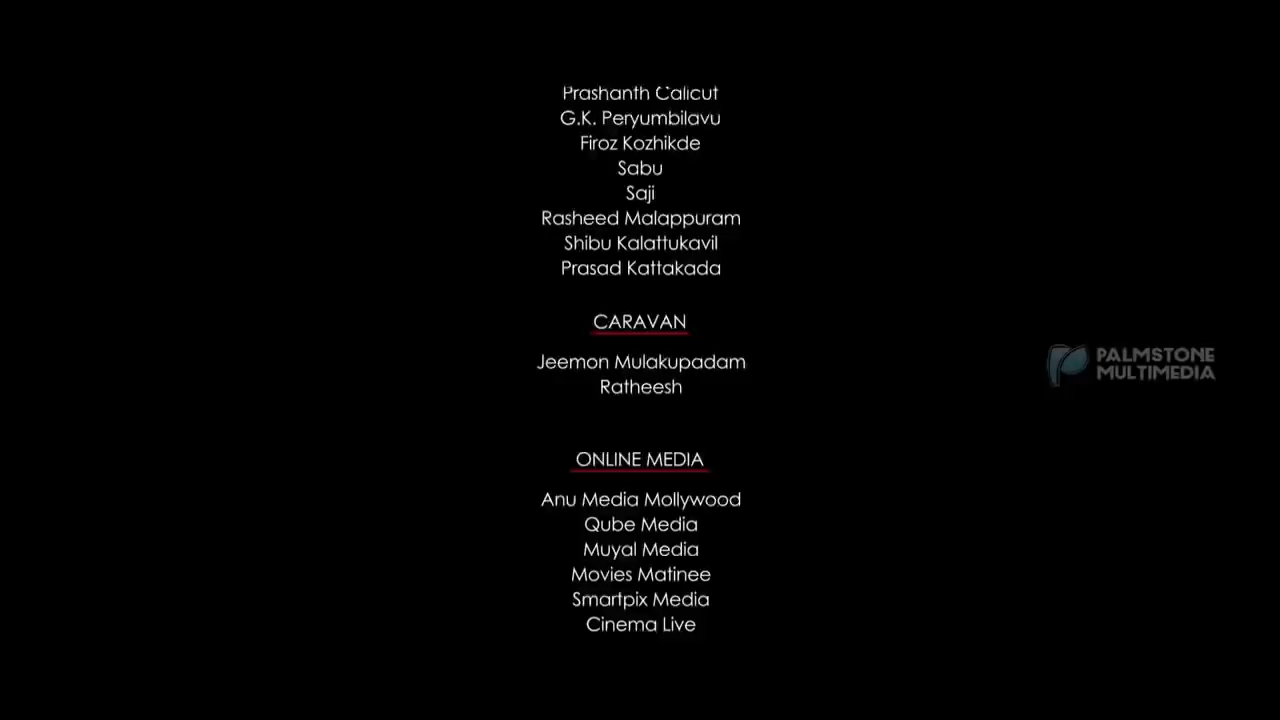 Prashanth Calicut
G.K. Peryumbilavu
Firoz Kozhikde
Sabu
Saji
Rasheed Malappuram
Shibu Kalattukavil
Prasad Kattakada
CARAVAN
Jeemon Mulakupadam
Ratheesh
PALMSTONE
MULTIMEDIA
ONLINE MEDIA
Anu Media Mollywood
Qube Media
Muyal Media
Movies Matinee
Smartpix Media
Cinema Live